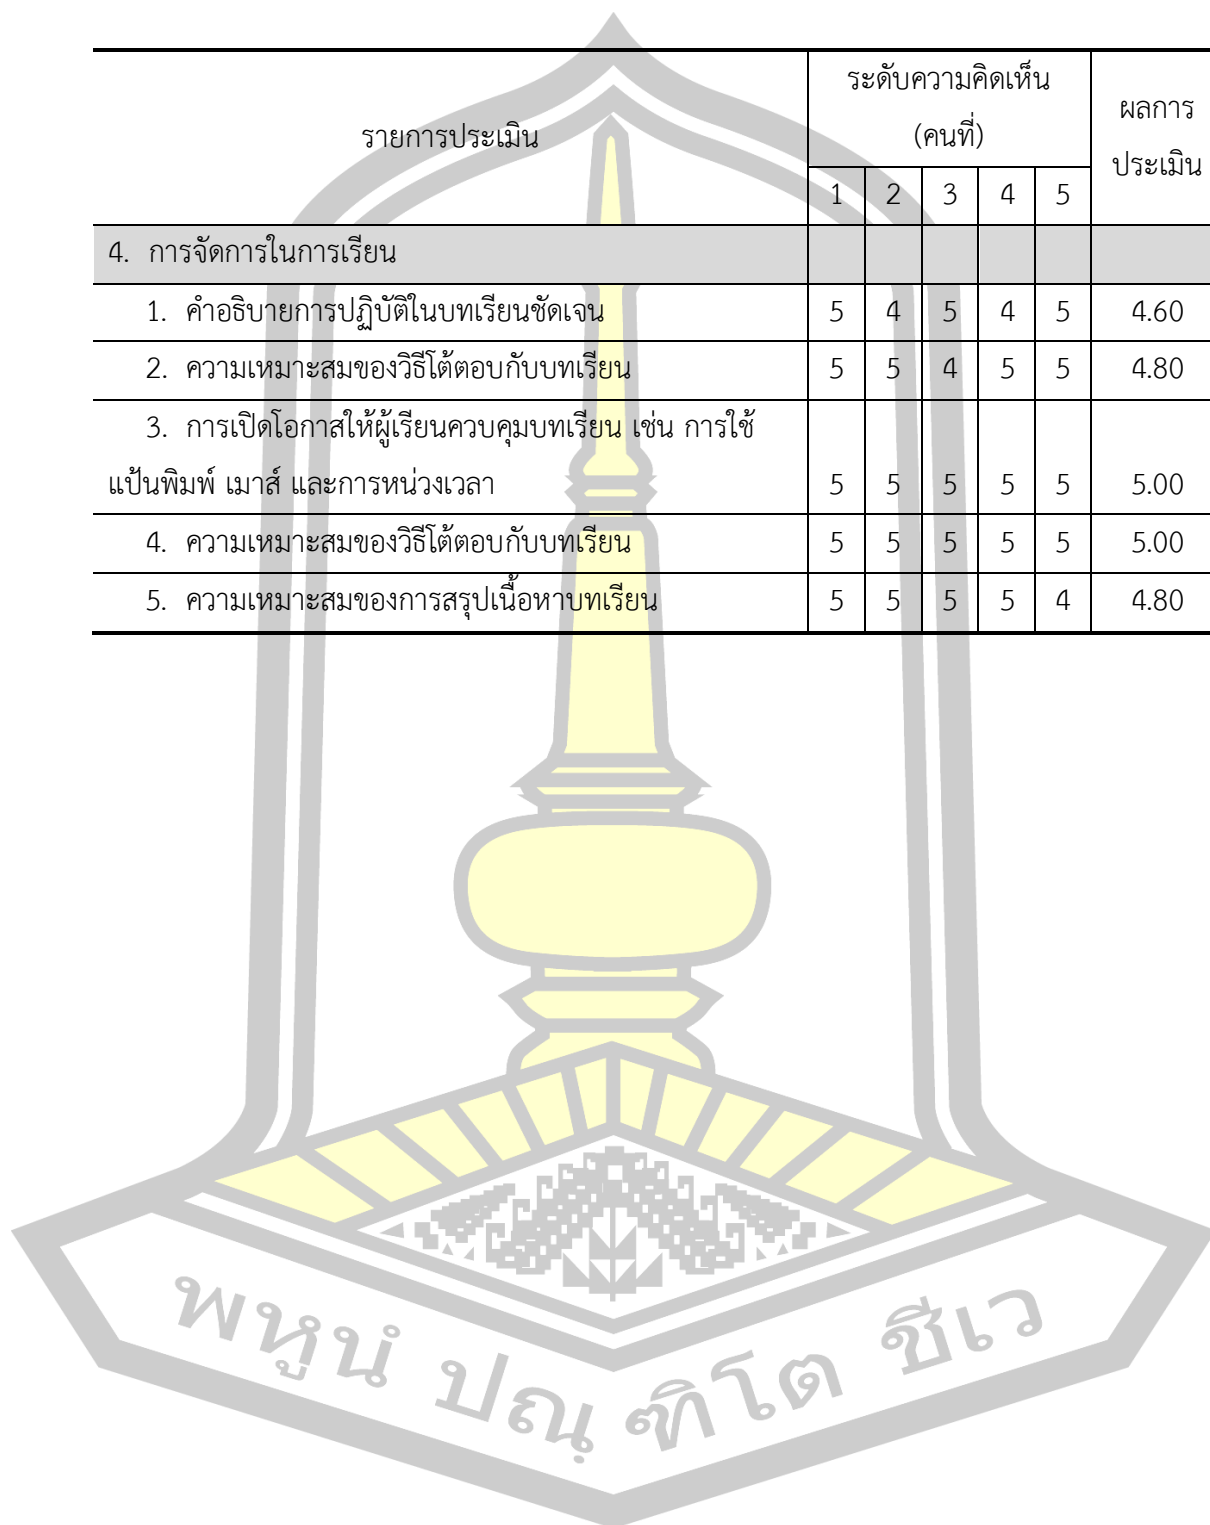 รายการประเมิน ระดับความคิดเห็น (คนที่) ผลการประเมิน
1 2 3 4 5
4. การจัดการในการเรียน
1. คำอธิบายการปฏิบัติในบทเรียนชัดเจน 5 4 5 4 5 4.60
2. ความเหมาะสมของวิธีโต้ตอบกับบทเรียน 5 5 4 5 5 4.80
3. การเปิดโอกาสให้ผู้เรียนควบคุมบทเรียน เช่น การใช้
แป้นพิมพ์ เมาส์ และการหน่วงเวลา 5 5 5 5 5 5.00
4. ความเหมาะสมของวิธีโต้ตอบกับบทเรียน 5 5 5 5 5 5.00
5. ความเหมาะสมของการสรุปเนื้อหาบทเรียน 5 5 5 5 4 4.80
พหูนํ ปณฺฑิโต ชีเว